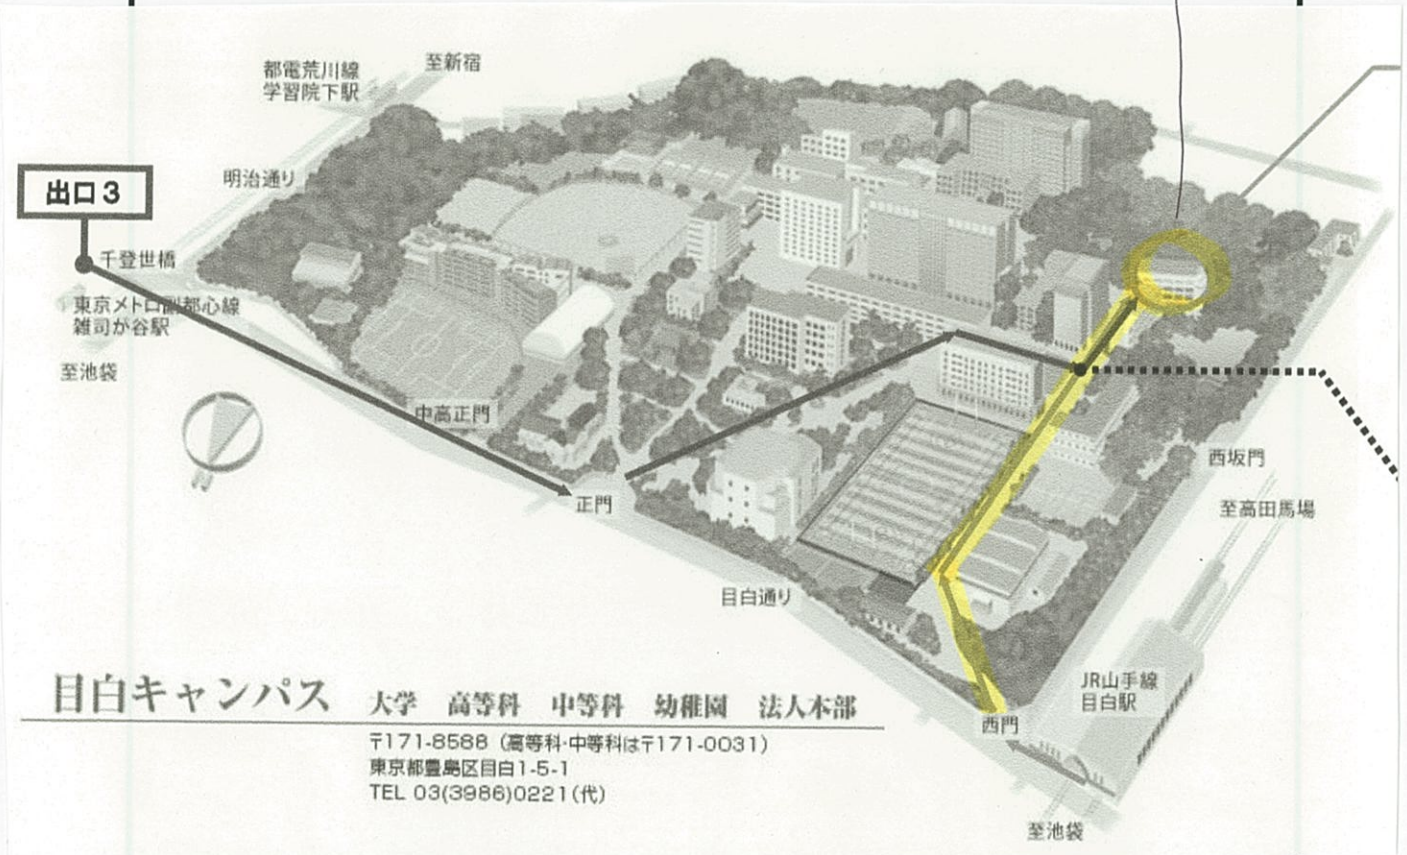 都電荒川線
学習院下駅
至新宿
明治通り
出口3
千登世橋
東京メトロ副都心線
雑司が谷駅
至池袋
中高正門
正門
目白通り
西坂門
至高田馬場
JR山手線
目白駅
西門
至池袋
目白キャンパス 大学 高等科 中等科 幼稚園 法人本部
〒171-8588（高等科・中等科は〒171-0031）
東京都豊島区目白1-5-1
TEL 03(3986)0221(代)